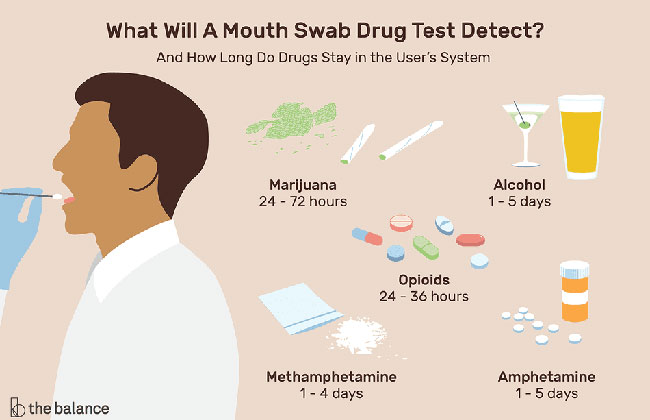 What Will A Mouth Swab Drug Test Detect?
And How Long Do Drugs Stay in the User's System
Marijuana
24 - 72 hours
Alcohol
1 - 5 days
Opioids
24 - 36 hours
Methamphetamine
1 - 4 days
Amphetamine
1 - 5 days
the balance